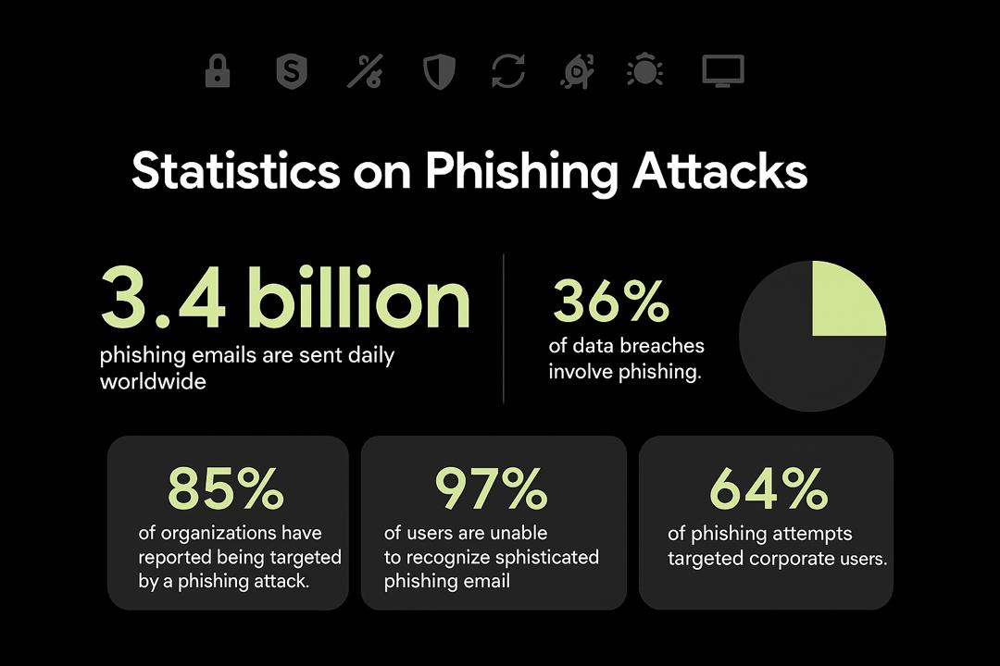 Statistics on Phishing Attacks
3.4 billion
phishing emails are sent daily
worldwide
36%
of data breaches
involve phishing.
85%
of organizations have
reported being targeted
by a phishing attack.
97%
of users are unable
to recognize sphisticated
phishing email
64%
of phishing attempts
targeted corporate users.